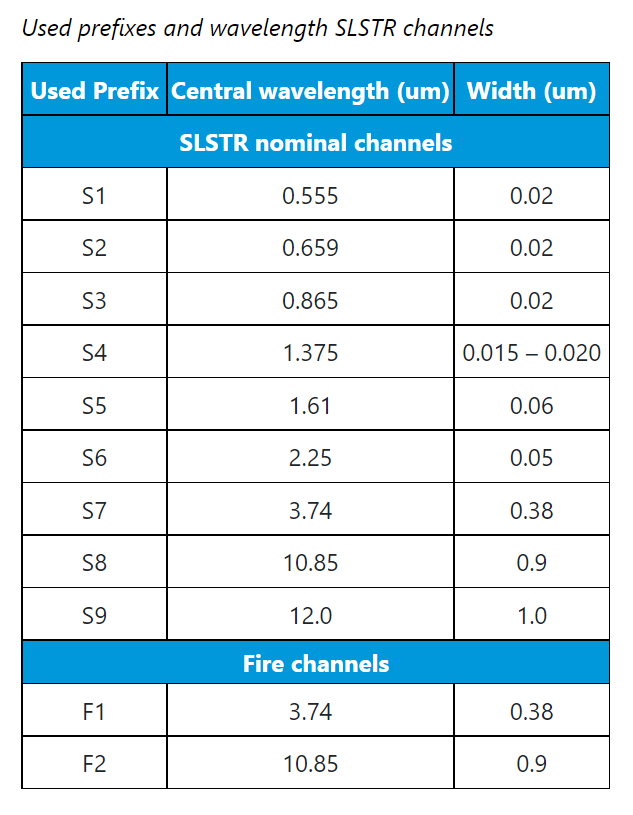 Used prefixes and wavelength SLSTR channels
Used Prefix Central wavelength (um) Width (um)
SLSTR nominal channels
S1 0.555 0.02
S2 0.659 0.02
S3 0.865 0.02
S4 1.375 0.015 – 0.020
S5 1.61 0.06
S6 2.25 0.05
S7 3.74 0.38
S8 10.85 0.9
S9 12.0 1.0
Fire channels
F1 3.74 0.38
F2 10.85 0.9